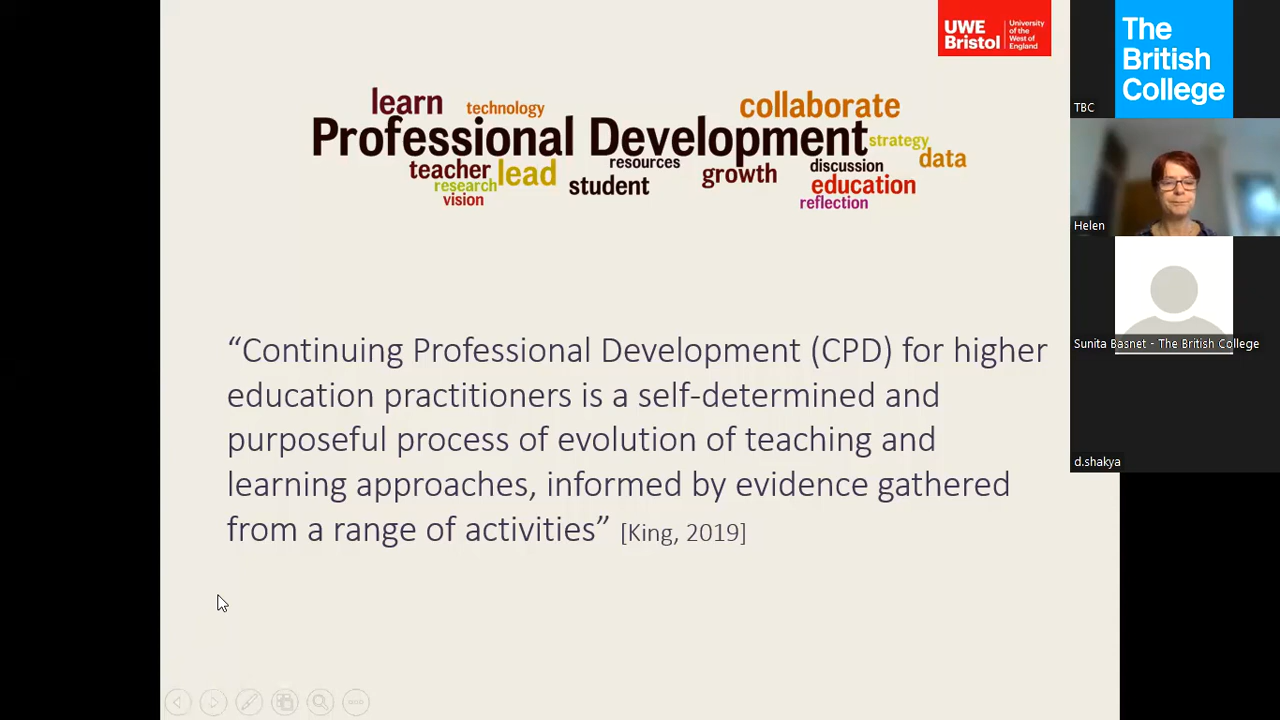 UWE
Bristol
University
of the
West of
England
learn technology collaborate
Professional Development strategy
teacher lead resources growth discussion data
research student education
vision reflection
“Continuing Professional Development (CPD) for higher
education practitioners is a self-determined and
purposeful process of evolution of teaching and
learning approaches, informed by evidence gathered
from a range of activities” [King, 2019]
The
British
College
TBC
Helen
Sunita Basnet - The British College
d.shakya